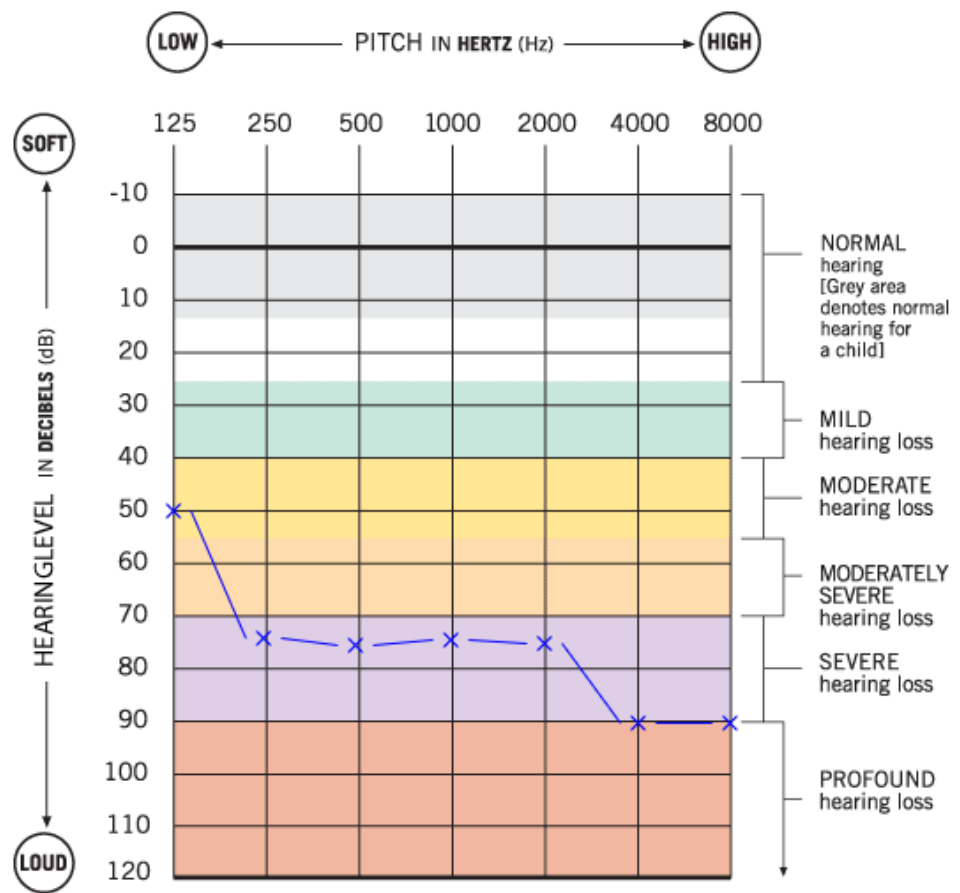 LOW PITCH IN HERTZ (Hz) HIGH
SOFT
125 250 500 1000 2000 4000 8000
-10
0
10
20
30
40
50
60
70
80
90
100
110
120
HEARINGLEVEL IN DECIBELS (dB)
LOUD
NORMAL
hearing
[Grey area
denotes normal
hearing for
a child]
MILD
hearing loss
MODERATE
hearing loss
MODERATELY
SEVERE
hearing loss
SEVERE
hearing loss
PROFOUND
hearing loss